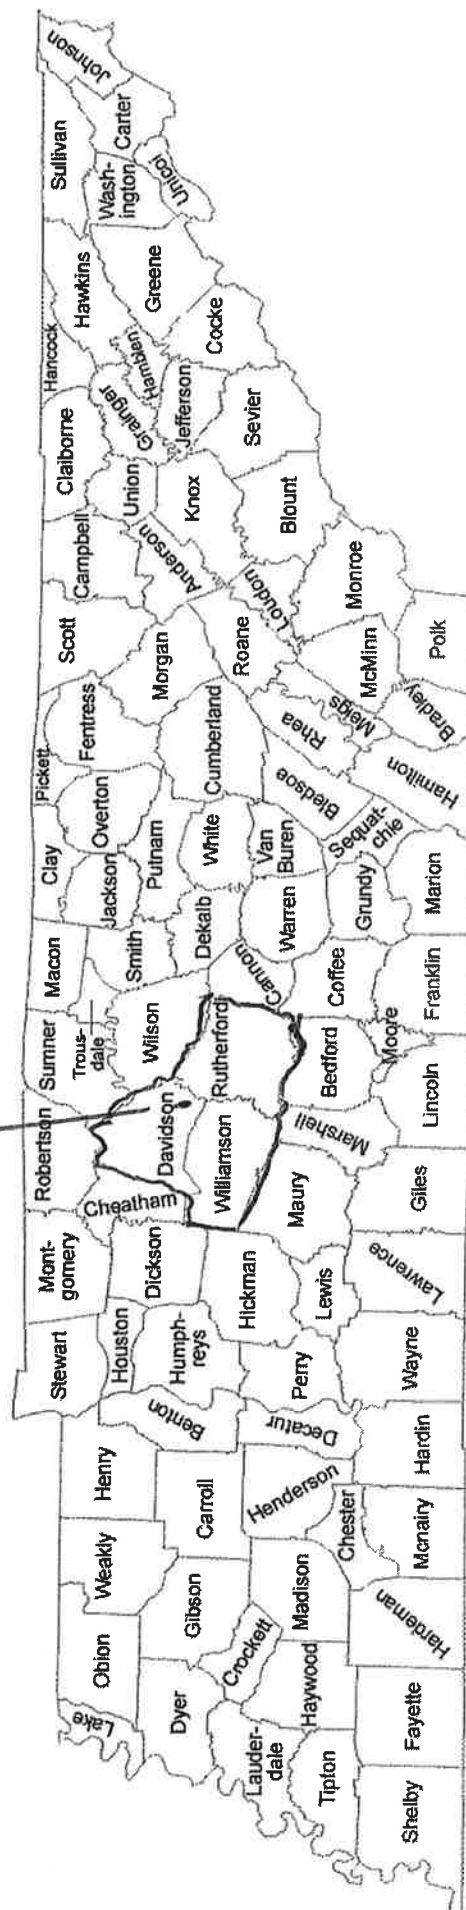 Johnson
Sullivan
Carter
Wash-
ington
Unicoi
Hawkins
Greene
Hancock
Hamblen
Cocke
Claiborne
Grainger
Jefferson
Sevier
Union
Knox
Blount
Campbell
Anderson
Loudon
Monroe
Scott
Morgan
Roane
McMinn
Polk
Pickett
Fentress
Cumberland
Rhea
Meigs
Bradley
Clay
Overton
Putnam
White
Van
Buren
Bledsoe
Sequat-
chie
Hamilton
Jackson
Macon
Smith
Dekalb
Warren
Grundy
Marion
Cannon
Coffee
Franklin
Sumner
Trous-
dale
Wilson
Rutherford
Bedford
Moore
Lincoln
Robertson
Davidson
Williamson
Marshell
Cheatham
Maury
Giles
Mont-
gomery
Dickson
Hickman
Lewis
Lawrence
Stewart
Houston
Humph-
reys
Perry
Wayne
Benton
Decatur
Hardin
Henry
Carroll
Henderson
Chester
Mcnairy
Weakly
Gibson
Madison
Hardeman
Obion
Crockett
Haywood
Fayette
Lake
Dyer
Lauder-
dale
Tipton
Shelby